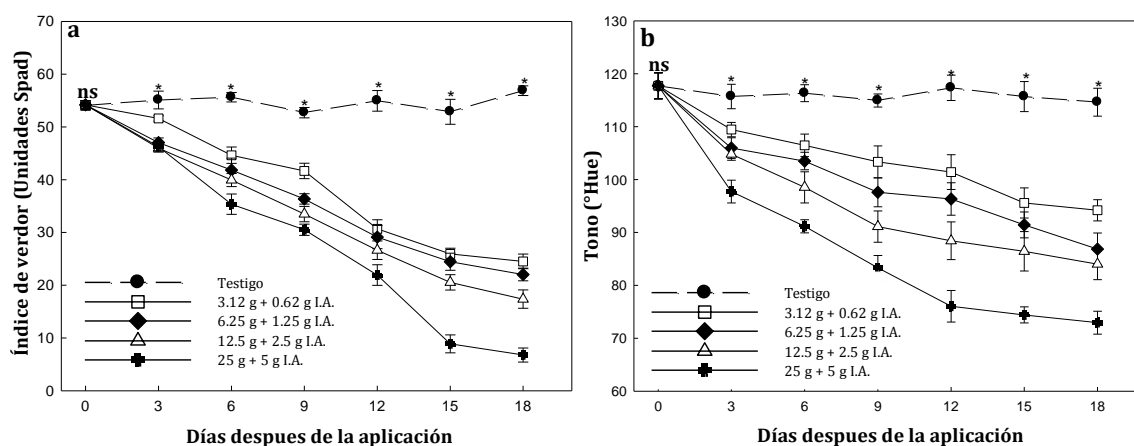 a
Índice de verdor (Unidades Spad)
70
60
50
40
30
20
10
0
ns
*
*
*
*
*
*
Testigo
3.12 g + 0.62 g I.A.
6.25 g + 1.25 g I.A.
12.5 g + 2.5 g I.A.
25 g + 5 g I.A.
0 3 6 9 12 15 18
Días despues de la aplicación
b
Tono (°Hue)
130
120
110
100
90
80
70
60
ns
*
*
*
*
*
*
Testigo
3.12 g + 0.62 g I.A.
6.25 g + 1.25 g I.A.
12.5 g + 2.5 g I.A.
25 g + 5 g I.A.
0 3 6 9 12 15 18
Días despues de la aplicación